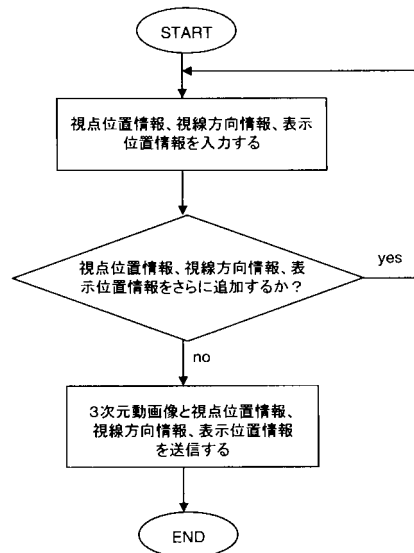 START
視点位置情報、視線方向情報、表示
位置情報を入力する
視点位置情報、視線方向情報、表
示位置情報をさらに追加するか？
yes
no
３次元動画像と視点位置情報、
視線方向情報、表示位置情報
を送信する
END